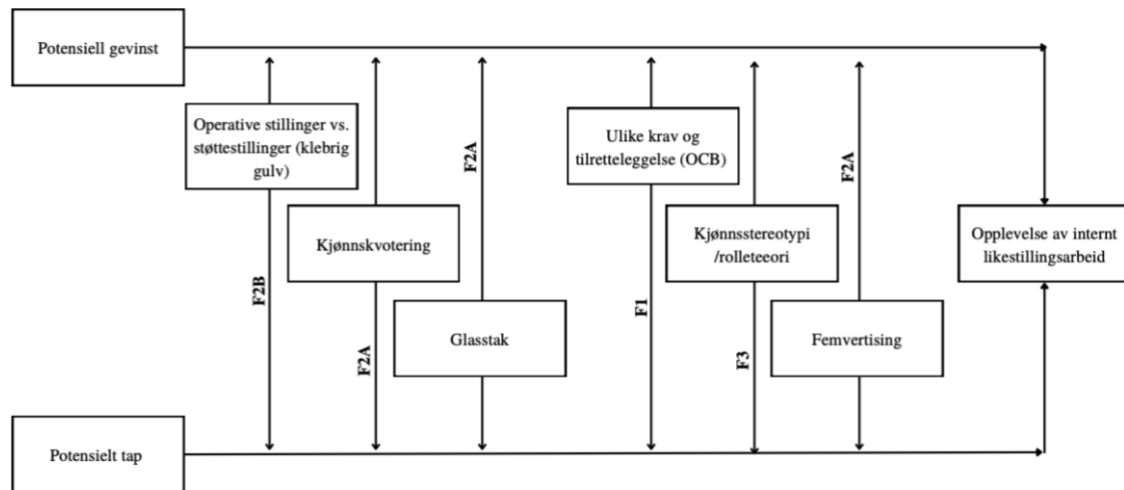 Potensiell gevinst
Operative stillinger vs.
støttestillinger (klebrig
gulv)
F2B
Kjønnskvotering
F2A
F2A
Glasstak
Ulike krav og
tilretteleggelse (OCB)
F1
Kjønnsstereotypi
/rolleteeori
F3
F2A
Femvertising
Opplevelse av internt
likestillingsarbeid
Potensielt tap